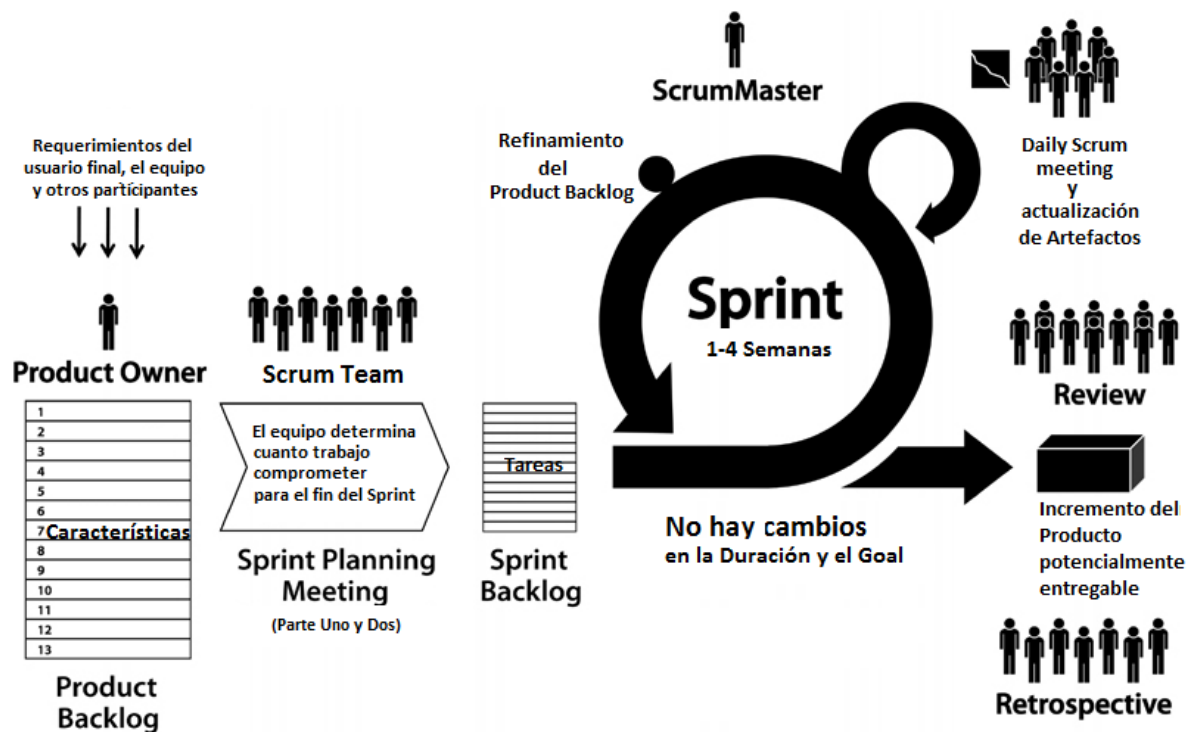 Requerimientos del
usuario final, el equipo
y otros participantes
Product Owner
1
2
3
4
5
6
7 Características
8
9
10
11
12
13
Product
Backlog
Scrum Team
El equipo determina
cuanto trabajo
comprometer
para el fin del Sprint
Sprint Planning
Meeting
(Parte Uno y Dos)
Tareas
Sprint
Backlog
ScrumMaster
Refinamiento
del
Product Backlog
Sprint
1-4 Semanas
No hay cambios
en la Duración y el Goal
Daily Scrum
meeting
y
actualización
de Artefactos
Review
Incremento del
Producto
potencialmente
entregable
Retrospective